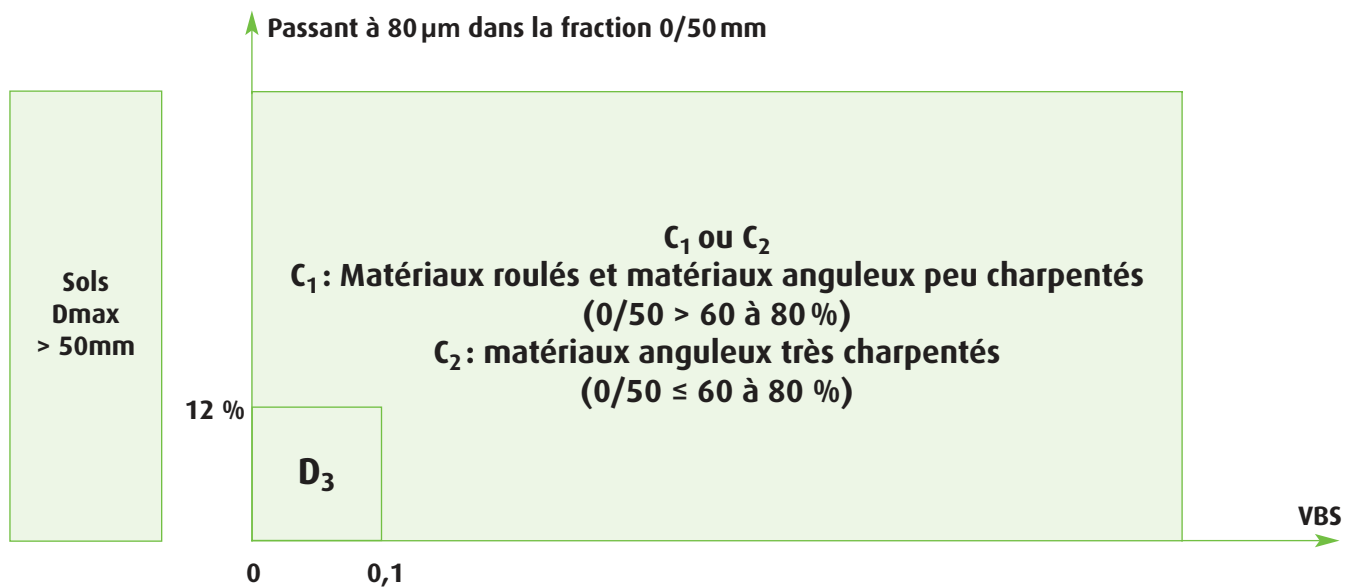 Passant à 80 µm dans la fraction 0/50 mm
Sols
Dmax
> 50mm
C₁ ou C₂
C₁ : Matériaux roulés et matériaux anguleux peu charpentés
(0/50 > 60 à 80 %)
C₂ : matériaux anguleux très charpentés
(0/50 ≤ 60 à 80 %)
12 %
D₃
VBS
0
0,1